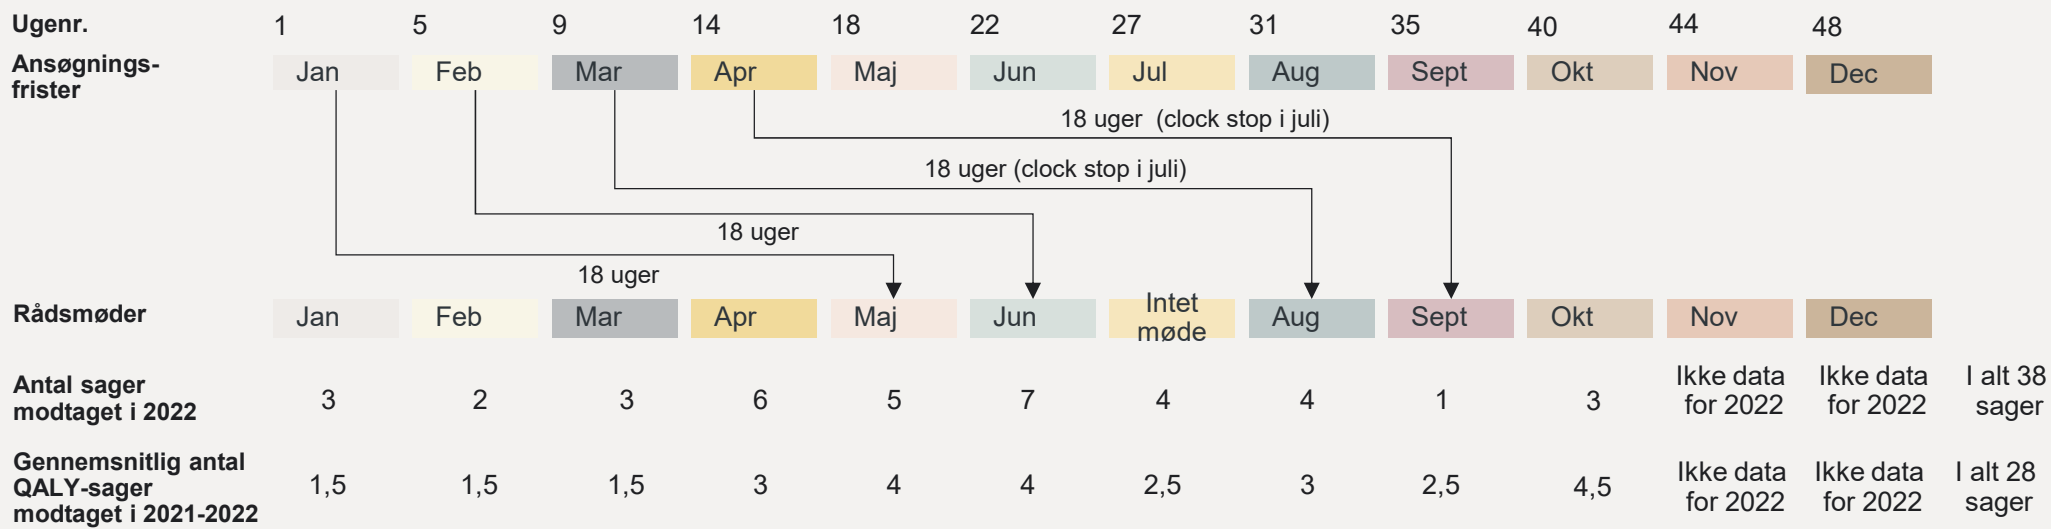 Ugenr. 1 5 9 14 18 22 27 31 35 40 44 48
Ansøgnings-
frister
Jan Feb Mar Apr Maj Jun Jul Aug Sept Okt Nov Dec
18 uger (clock stop i juli)
18 uger (clock stop i juli)
18 uger
18 uger
Rådsmøder
Jan Feb Mar Apr Maj Jun
Intet
møde
Aug Sept Okt Nov Dec
Antal sager
modtaget i 2022
3 2 3 6 5 7 4 4 1 3
Ikke data
for 2022
Ikke data
for 2022
I alt 38
sager
Gennemsnitlig antal
QALY-sager
modtaget i 2021-2022
1,5 1,5 1,5 3 4 4 2,5 3 2,5 4,5
Ikke data
for 2022
Ikke data
for 2022
I alt 28
sager